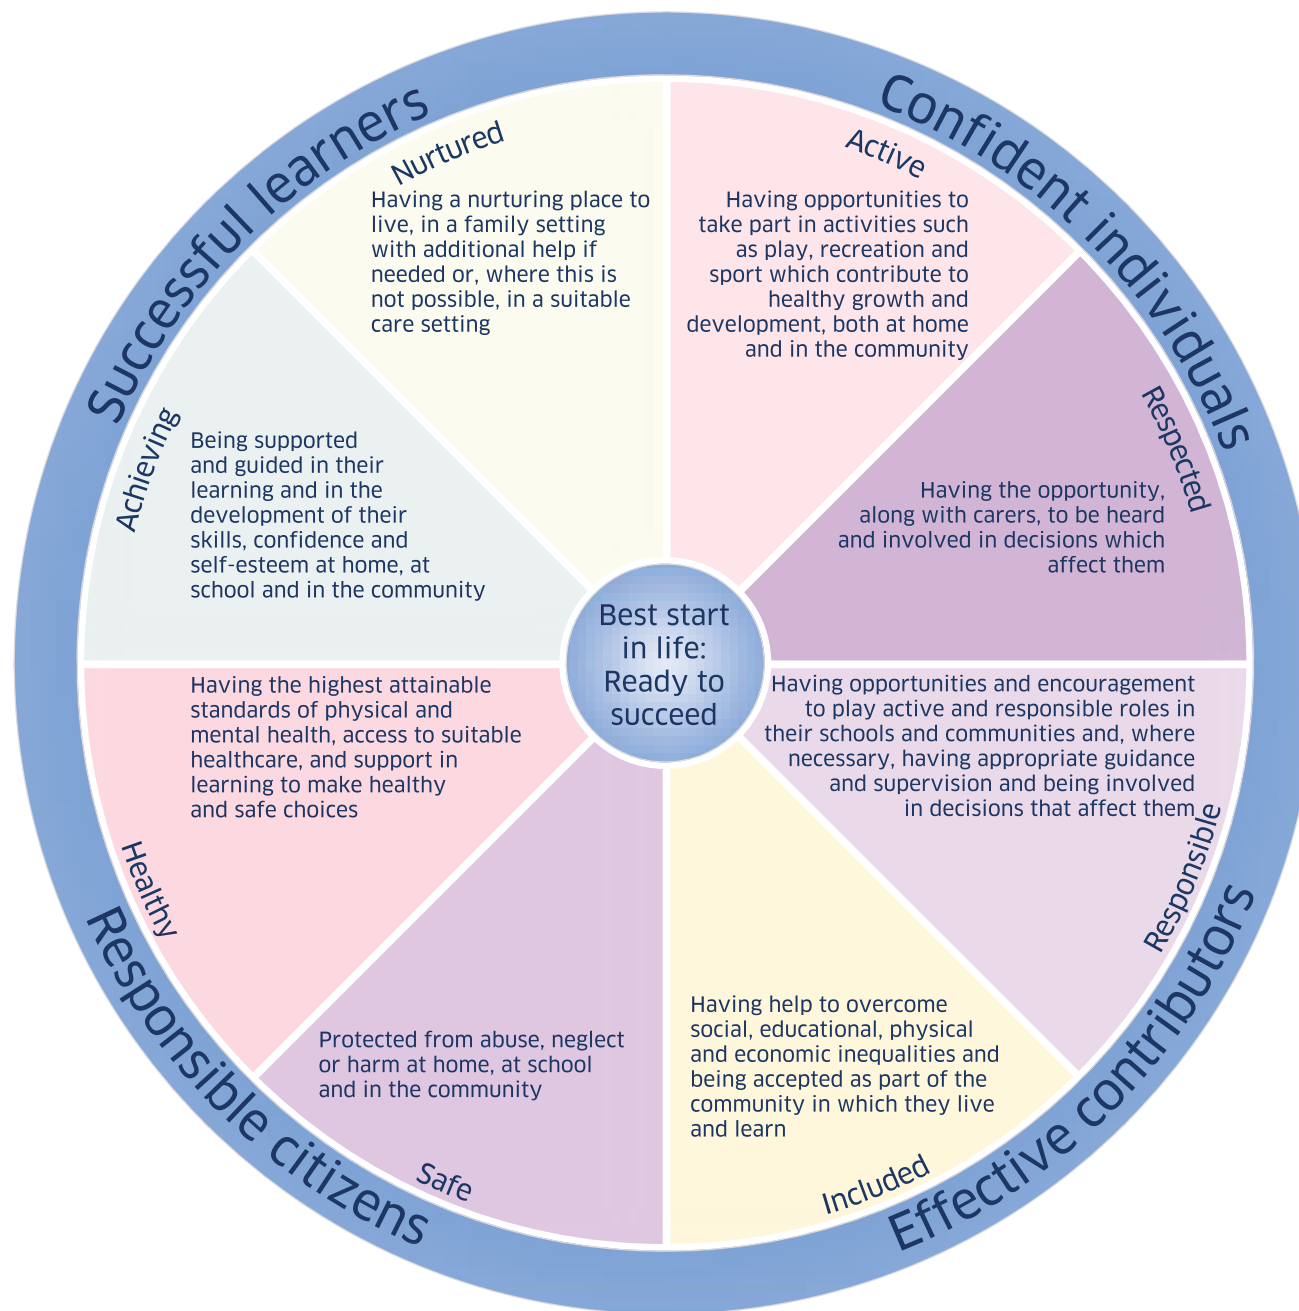 Successful learners
Confident individuals
Nurtured
Having a nurturing place to
live, in a family setting
with additional help if
needed or, where this is
not possible, in a suitable
care setting
Active
Having opportunities to
take part in activities such
as play, recreation and
sport which contribute to
healthy growth and
development, both at home
and in the community
Achieving
Being supported
and guided in their
learning and in the
development of their
skills, confidence and
self-esteem at home, at
school and in the community
Respected
Having the opportunity,
along with carers, to be heard
and involved in decisions which
affect them
Best start
in life:
Ready to
succeed
Having the highest attainable
standards of physical and
mental health, access to suitable
healthcare, and support in
learning to make healthy
and safe choices
Healthy
Having opportunities and encouragement
to play active and responsible roles in
their schools and communities and, where
necessary, having appropriate guidance
and supervision and being involved
in decisions that affect them
Responsible
Protected from abuse, neglect
or harm at home, at school
and in the community
Safe
Having help to overcome
social, educational, physical
and economic inequalities and
being accepted as part of the
community in which they live
and learn
Included
Responsible citizens
Effective contributors